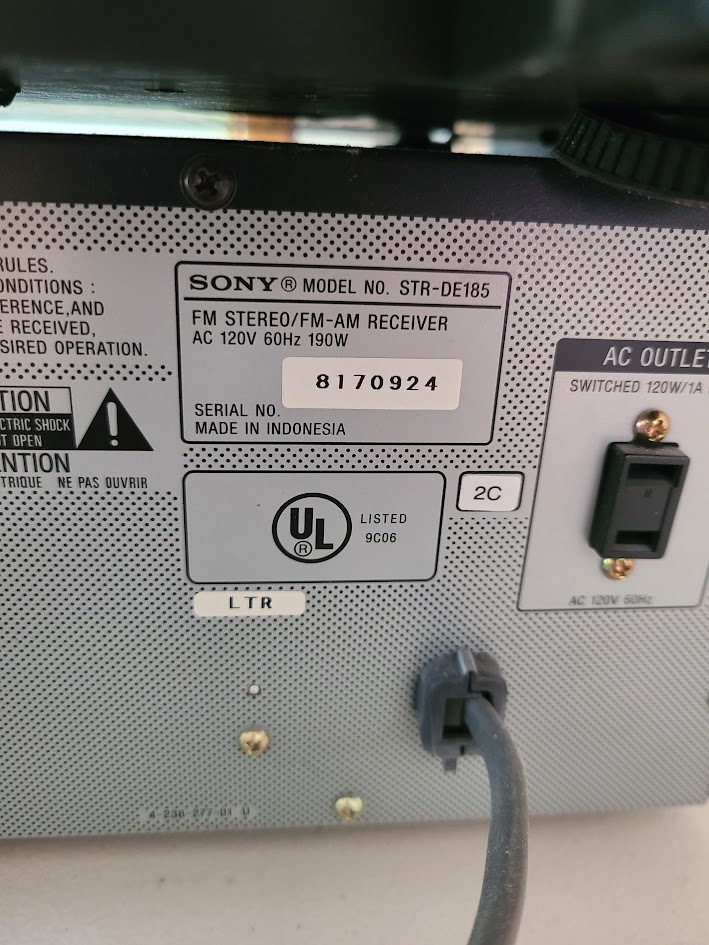 RULES.
ONDITIONS :
ERENCE,AND
E RECEIVED,
SIRED OPERATION.
TION
CTRIC SHOCK
T OPEN
NTION
TRIQUE NE PAS OUVRIR
SONY® MODEL NO. STR-DE185
FM STEREO/FM-AM RECEIVER
AC 120V 60Hz 190W
8170924
SERIAL NO.
MADE IN INDONESIA
UL
®
LISTED
9C06
2C
LTR
AC OUTLET
SWITCHED 120W/1A
AC 120V 60Hz